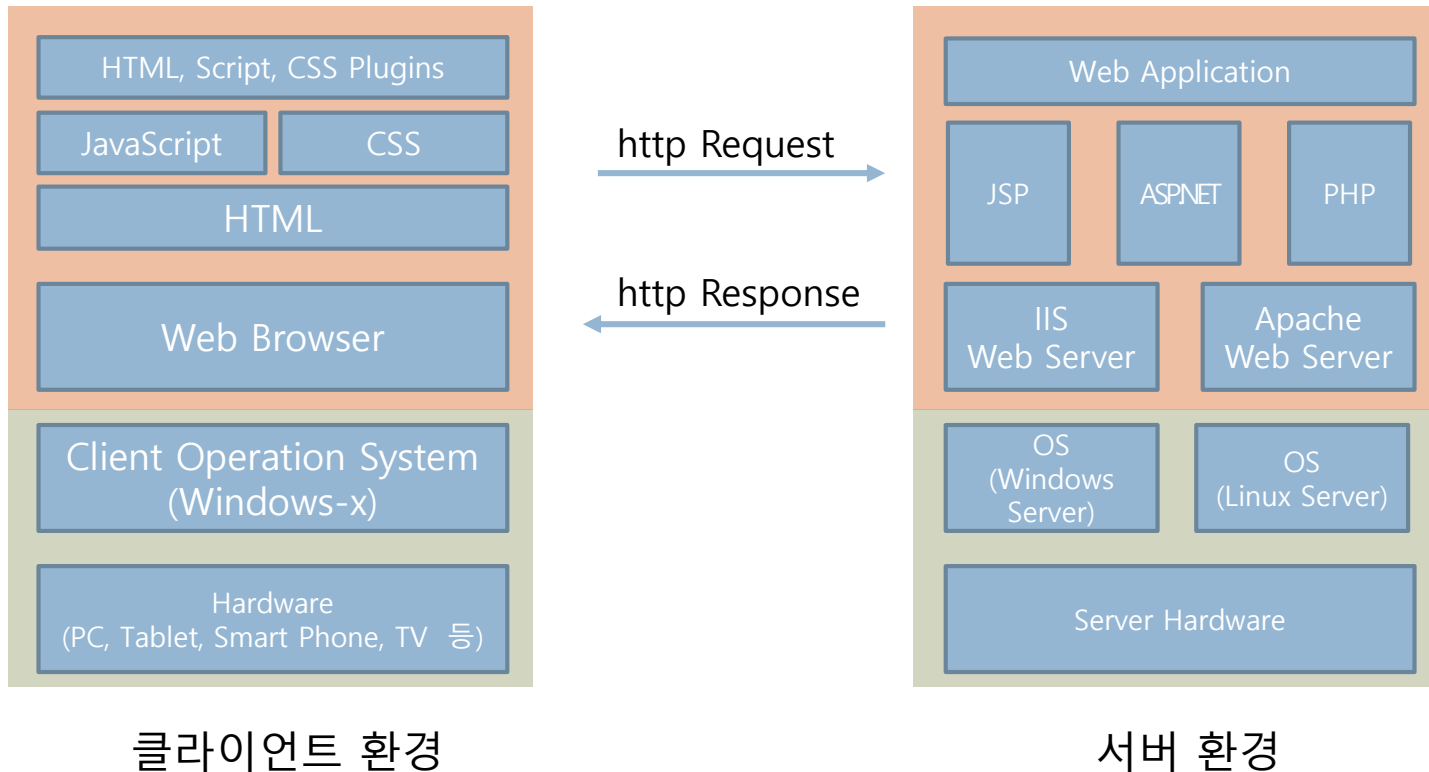 HTML, Script, CSS Plugins
JavaScript
CSS
HTML
Web Browser
Client Operation System
(Windows-x)
Hardware
(PC, Tablet, Smart Phone, TV 등)
클라이언트 환경
http Request
http Response
Web Application
JSP
ASP.NET
PHP
IIS
Web Server
Apache
Web Server
OS
(Windows
Server)
OS
(Linux Server)
Server Hardware
서버 환경